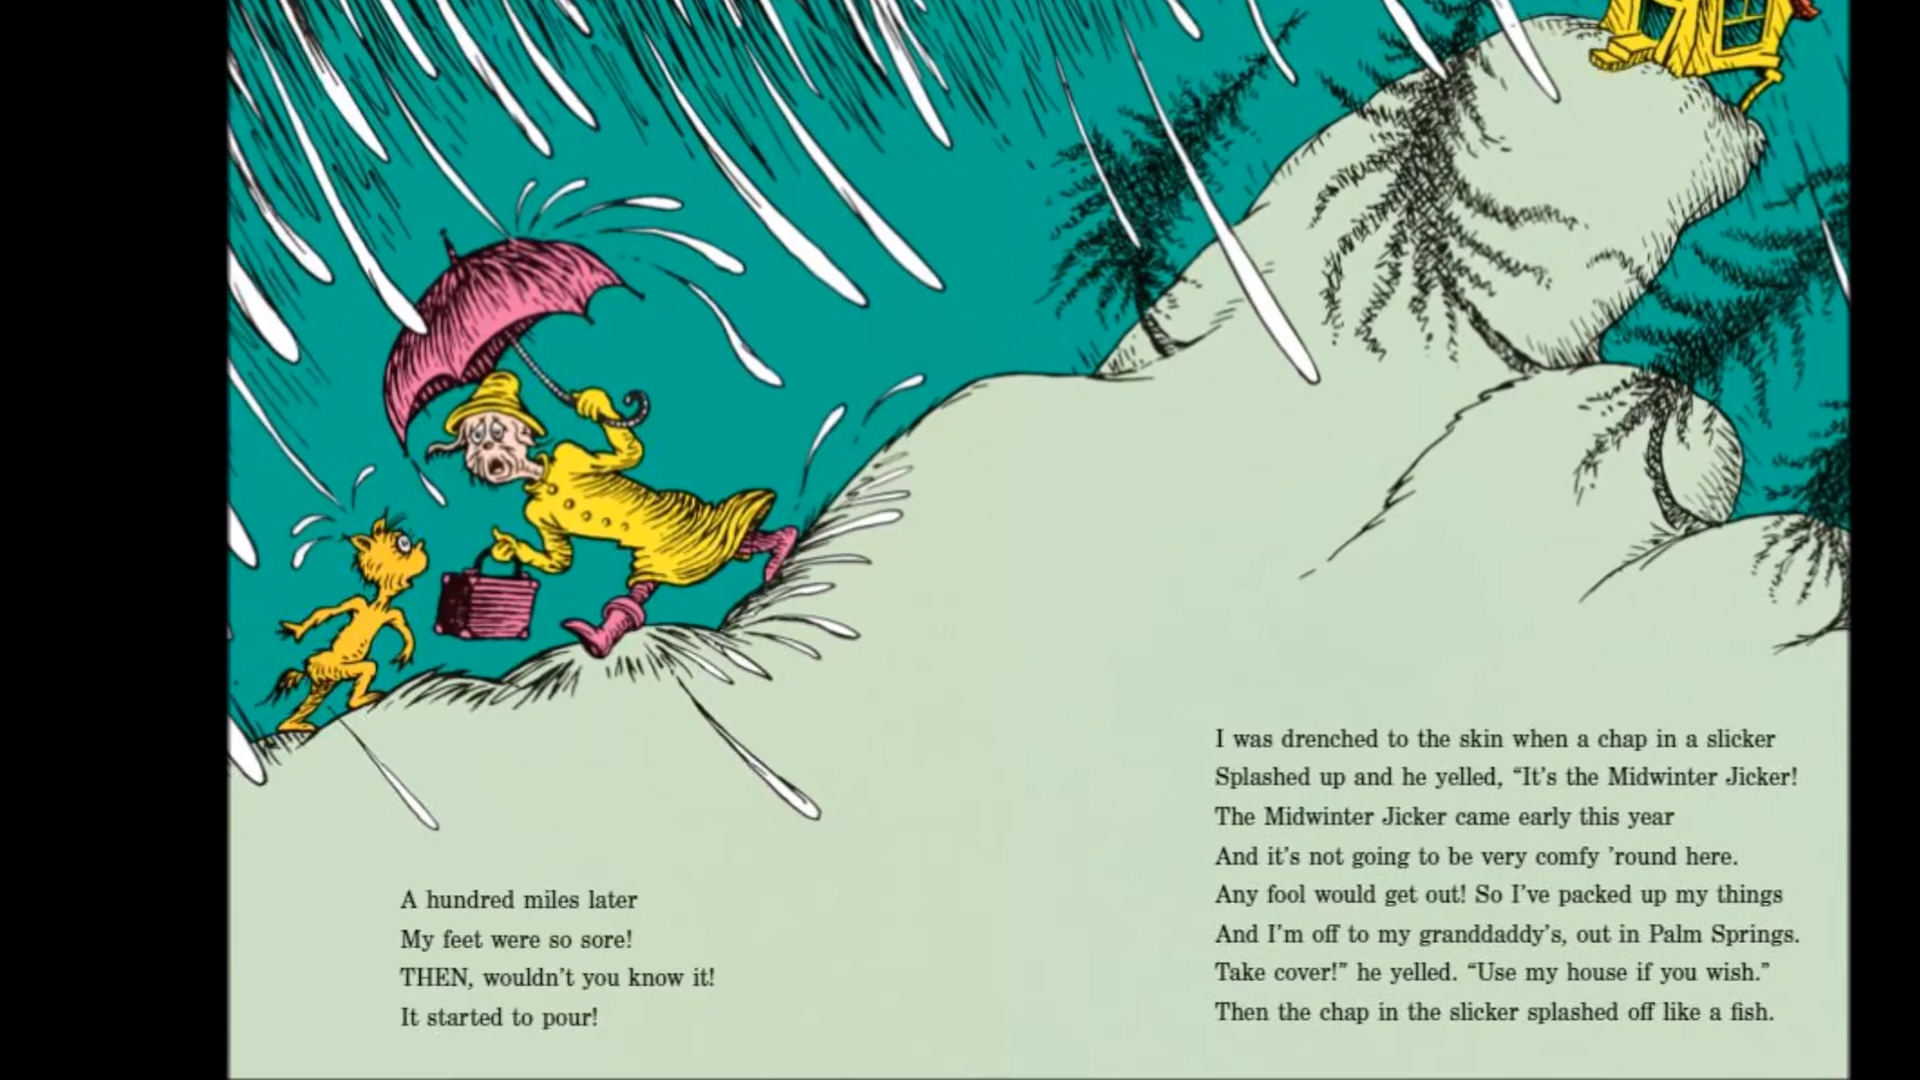 A hundred miles later
My feet were so sore!
THEN, wouldn’t you know it!
It started to pour!
I was drenched to the skin when a chap in a slicker
Splashed up and he yelled, “It’s the Midwinter Jicker!
The Midwinter Jicker came early this year
And it’s not going to be very comfy ’round here.
Any fool would get out! So I’ve packed up my things
And I’m off to my granddaddy’s, out in Palm Springs.
Take cover!” he yelled. “Use my house if you wish.”
Then the chap in the slicker splashed off like a fish.